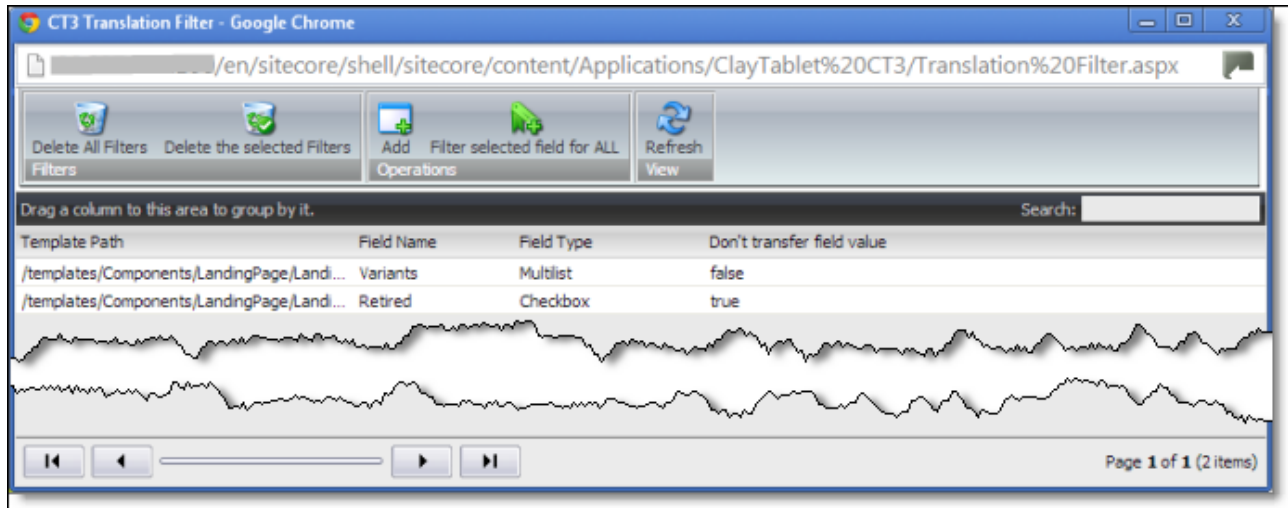 CT3 Translation Filter - Google Chrome
/en/sitecore/shell/sitecore/content/Applications/ClayTablet%20CT3/Translation%20Filter.aspx
Delete All Filters Delete the selected Filters Add Filter selected field for ALL Refresh
Filters Operations View
Drag a column to this area to group by it. Search:
Template Path Field Name Field Type Don't transfer field value
/templates/Components/LandingPage/Landi... Variants Multilist false
/templates/Components/LandingPage/Landi... Retired Checkbox true
Page 1 of 1 (2 items)